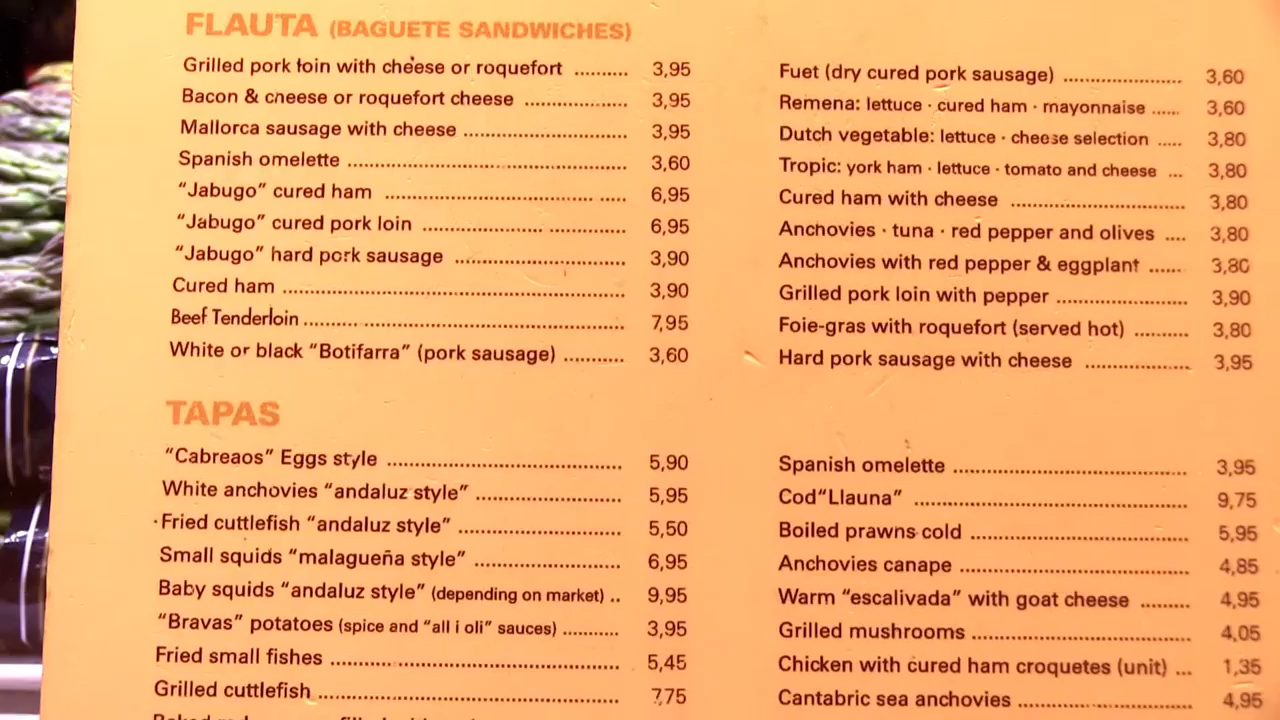 FLAUTA (BAGUETE SANDWICHES)
Grilled pork loin with cheese or roquefort .......... 3,95
Bacon & cheese or roquefort cheese .................... 3,95
Mallorca sausage with cheese ................................ 3,95
Spanish omelette ...................................................... 3,60
"Jabugo" cured ham .............................................. 6,95
"Jabugo" cured pork loin ........................................ 6,95
"Jabugo" hard pork sausage .................................. 3,90
Cured ham .................................................................. 3,90
Beef Tenderloin .............................................................. 7,95
White or black "Botifarra" (pork sausage) ............ 3,60
Fuet (dry cured pork sausage) ........................ 3,60
Remena: lettuce · cured ham · mayonnaise ...... 3,60
Dutch vegetable: lettuce · cheese selection ..... 3,80
Tropic: york ham · lettuce · tomato and cheese ... 3,80
Cured ham with cheese .................................. 3,80
Anchovies · tuna · red pepper and olives .... 3,80
Anchovies with red pepper & eggplant ...... 3,80
Grilled pork loin with pepper ........................ 3,90
Foie-gras with roquefort (served hot) .......... 3,80
Hard pork sausage with cheese .................... 3,95
TAPAS
"Cabreaos" Eggs style .............................................. 5,90
White anchovies "andaluz style" ............................ 5,95
Fried cuttlefish "andaluz style" ................................ 5,50
Small squids "malagueña style" ............................ 6,95
Baby squids "andaluz style" (depending on market) .. 9,95
"Bravas" potatoes (spice and "all i oli" sauces) .......... 3,95
Fried small fishes ...................................................... 5,45
Grilled cuttlefish ........................................................ 7,75
Spanish omelette ............................................ 3,95
Cod"Llauna" .................................................... 9,75
Boiled prawns cold ........................................ 5,95
Anchovies canape .......................................... 4,85
Warm "escalivada" with goat cheese ......... 4,95
Grilled mushrooms ........................................ 4,05
Chicken with cured ham croquetes (unit) ... 1,35
Cantabric sea anchovies ................................ 4,95